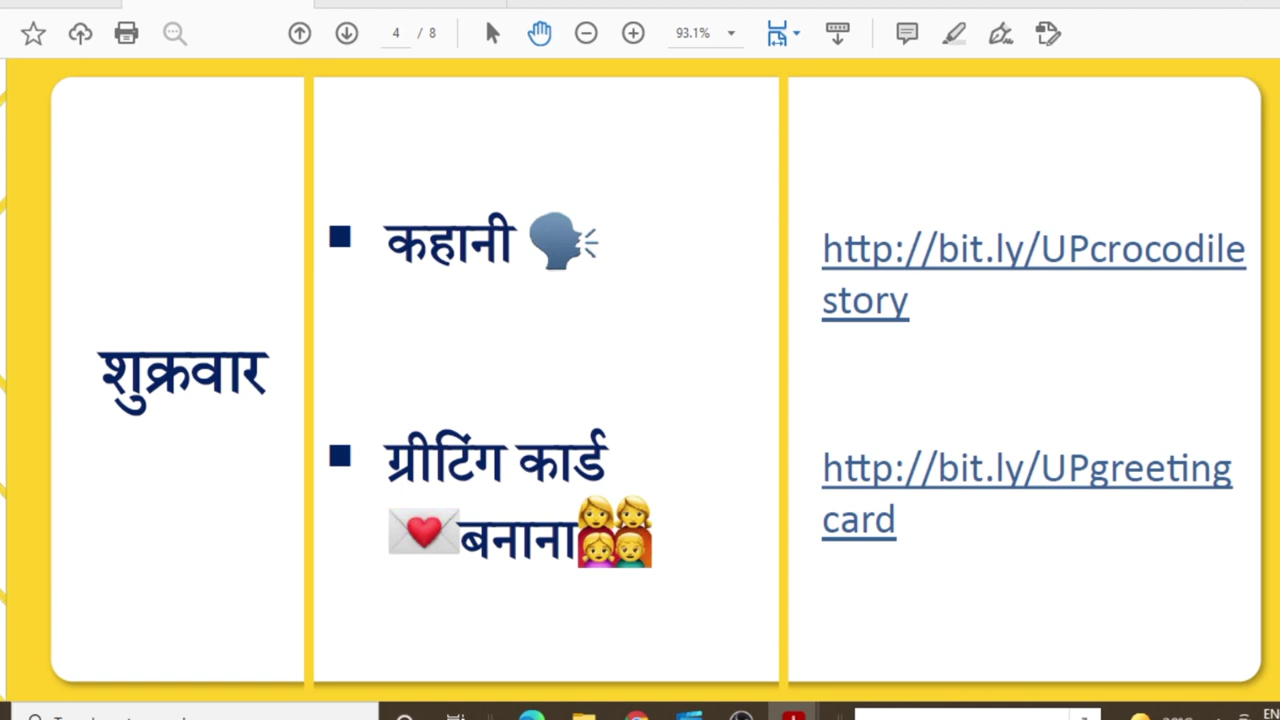 4 / 8 93.1%
शुक्रवार
कहानी
ग्रीटिंग कार्ड
बनाना
http://bit.ly/UPcrocodile
story
http://bit.ly/UPgreeting
card